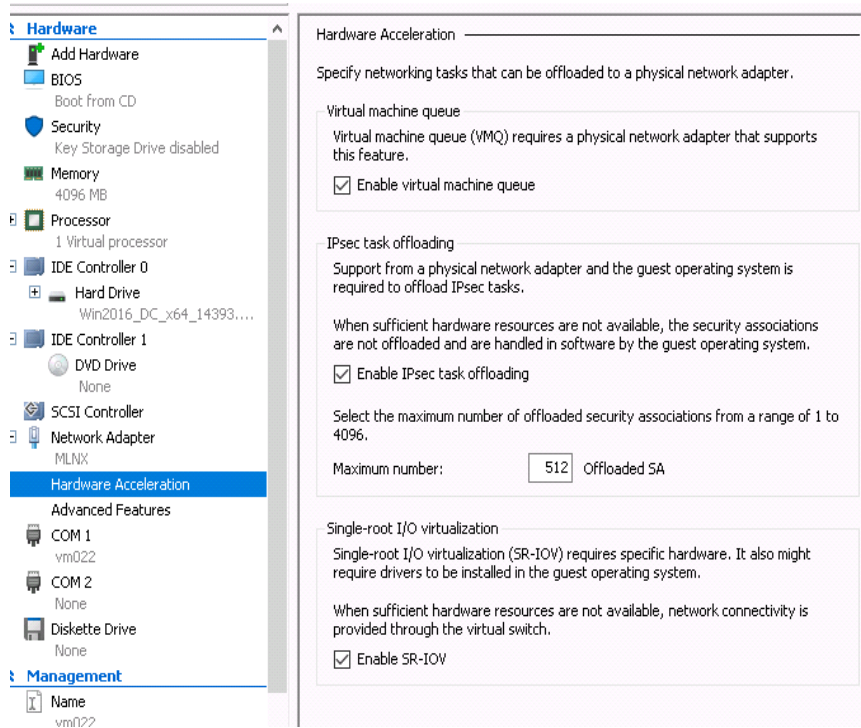 Hardware
Add Hardware
BIOS
Boot from CD
Security
Key Storage Drive disabled
Memory
4096 MB
Processor
1 Virtual processor
IDE Controller 0
Hard Drive
Win2016_DC_x64_14393....
IDE Controller 1
DVD Drive
None
SCSI Controller
Network Adapter
MLNX
Hardware Acceleration
Advanced Features
COM 1
vm022
COM 2
None
Diskette Drive
None
Management
Name
vm022
Hardware Acceleration
Specify networking tasks that can be offloaded to a physical network adapter.
Virtual machine queue
Virtual machine queue (VMQ) requires a physical network adapter that supports
this feature.
Enable virtual machine queue
IPsec task offloading
Support from a physical network adapter and the guest operating system is
required to offload IPsec tasks.
When sufficient hardware resources are not available, the security associations
are not offloaded and are handled in software by the guest operating system.
Enable IPsec task offloading
Select the maximum number of offloaded security associations from a range of 1 to
4096.
Maximum number: 512 Offloaded SA
Single-root I/O virtualization
Single-root I/O virtualization (SR-IOV) requires specific hardware. It also might
require drivers to be installed in the guest operating system.
When sufficient hardware resources are not available, network connectivity is
provided through the virtual switch.
Enable SR-IOV